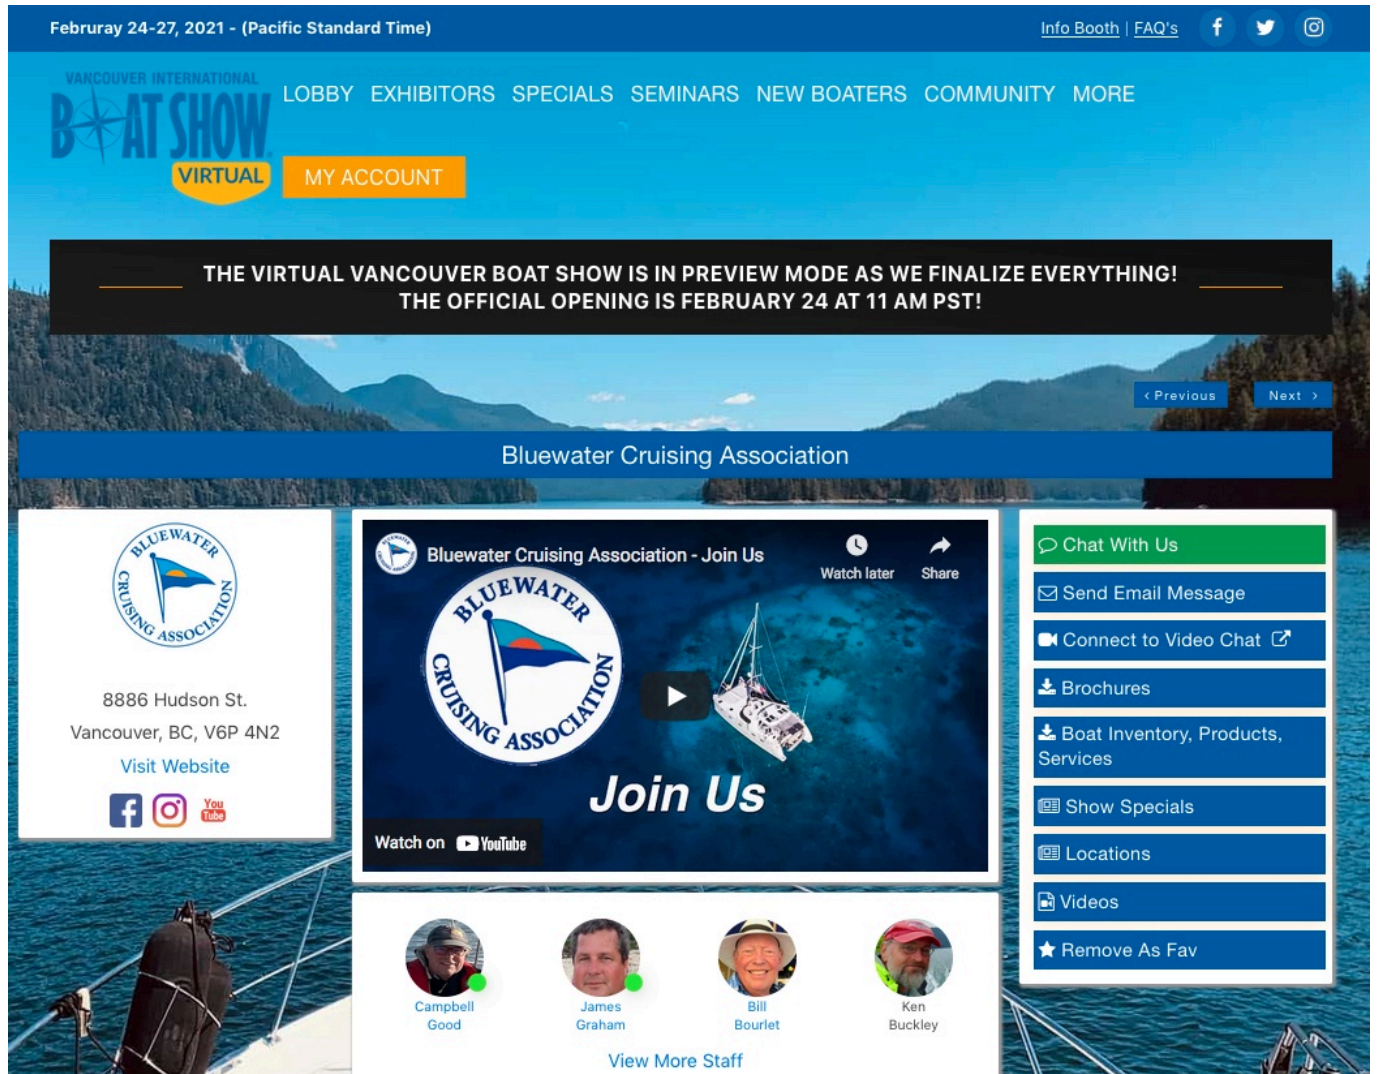 Februray 24-27, 2021 - (Pacific Standard Time)
Info Booth | FAQ's
VANCOUVER INTERNATIONAL
BOAT SHOW
VIRTUAL
LOBBY EXHIBITORS SPECIALS SEMINARS NEW BOATERS COMMUNITY MORE
MY ACCOUNT
THE VIRTUAL VANCOUVER BOAT SHOW IS IN PREVIEW MODE AS WE FINALIZE EVERYTHING!
THE OFFICIAL OPENING IS FEBRUARY 24 AT 11 AM PST!
< Previous
Next >
Bluewater Cruising Association
BLUEWATER
CRUISING ASSOCIATION
8886 Hudson St.
Vancouver, BC, V6P 4N2
Visit Website
You
Tube
Bluewater Cruising Association - Join Us
Watch later
Share
BLUEWATER
CRUISING ASSOCIATION
Join Us
Watch on YouTube
Campbell
Good
James
Graham
Bill
Bourlet
Ken
Buckley
View More Staff
Chat With Us
Send Email Message
Connect to Video Chat
Brochures
Boat Inventory, Products,
Services
Show Specials
Locations
Videos
Remove As Fav